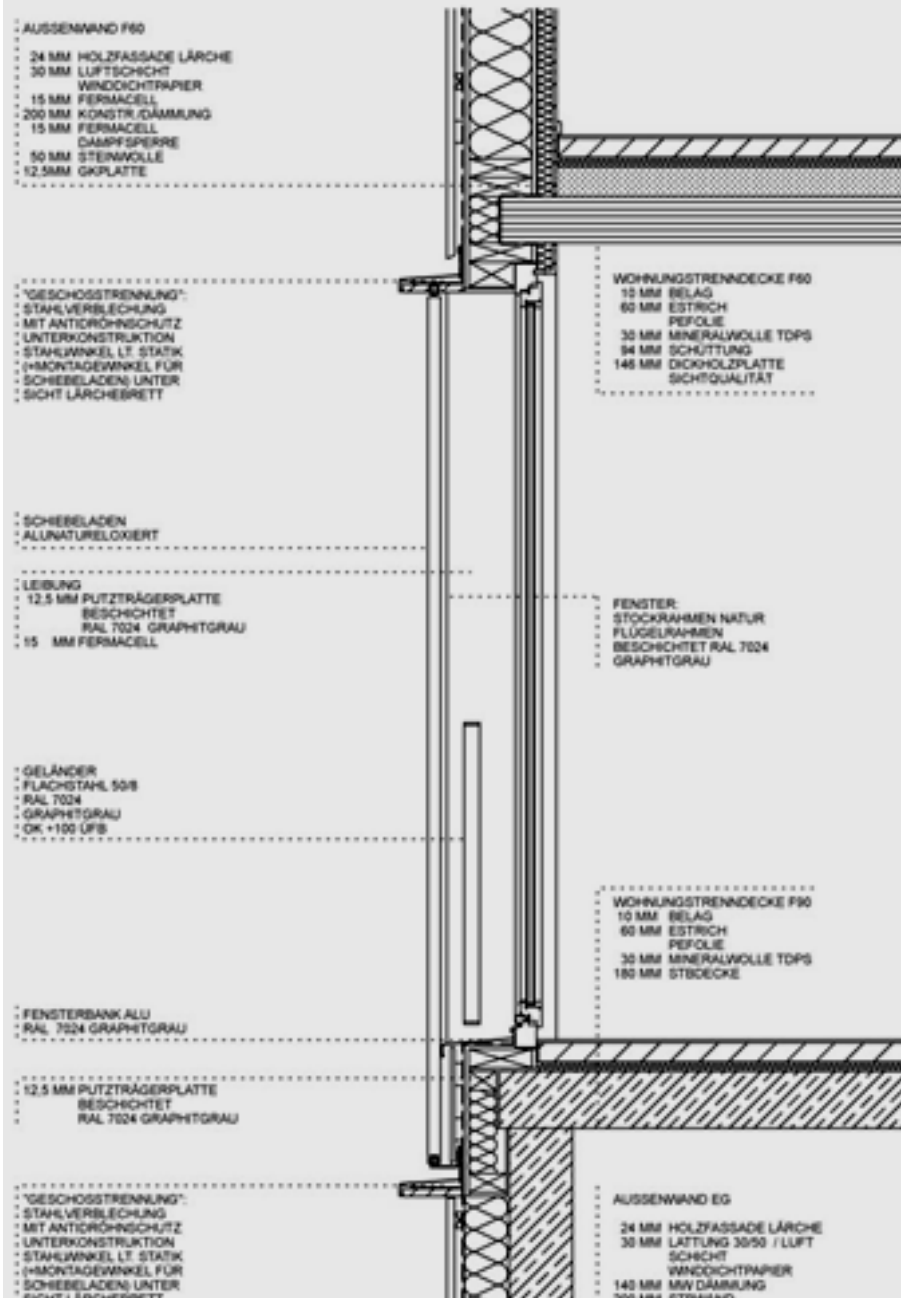 AUSSENWAND F60
24 MM HOLZFASSADE LÄRCHE
30 MM LUFTSCHICHT
WINDDICHTPAPIER
15 MM FERMACELL
200 MM KONSTR./DÄMMUNG
15 MM FERMACELL
DAMPFSPERRE
50 MM STEINWOLLE
12,5MM GKPLATTE
"GESCHOSSTRENNUNG":
STAHLVERBLECHUNG
MIT ANTIDRÖHNSCHUTZ
UNTERKONSTRUKTION
STAHLWINKEL LT. STATIK
(+MONTAGEWINKEL FÜR
SCHIEBELADEN) UNTER
SICHT LÄRCHEBRETT
WOHNUNGSTRENNDECKE F60
10 MM BELAG
60 MM ESTRICH
PEFOLIE
30 MM MINERALWOLLE TDPS
94 MM SCHÜTTUNG
146 MM DICKHOLZPLATTE
SICHTQUALITÄT
SCHIEBELADEN
ALUNATURELOXIERT
LEIBUNG
12,5 MM PUTZTRÄGERPLATTE
BESCHICHTET
RAL 7024 GRAPHITGRAU
15 MM FERMACELL
FENSTER:
STOCKRAHMEN NATUR
FLÜGELRAHMEN
BESCHICHTET RAL 7024
GRAPHITGRAU
GELÄNDER
FLACHSTAHL 50/8
RAL 7024
GRAPHITGRAU
OK +100 ÜFB
WOHNUNGSTRENNDECKE F90
10 MM BELAG
60 MM ESTRICH
PEFOLIE
30 MM MINERALWOLLE TDPS
180 MM STBDECKE
FENSTERBANK ALU
RAL 7024 GRAPHITGRAU
12,5 MM PUTZTRÄGERPLATTE
BESCHICHTET
RAL 7024 GRAPHITGRAU
"GESCHOSSTRENNUNG":
STAHLVERBLECHUNG
MIT ANTIDRÖHNSCHUTZ
UNTERKONSTRUKTION
STAHLWINKEL LT. STATIK
(+MONTAGEWINKEL FÜR
SCHIEBELADEN) UNTER
SICHT LÄRCHEBRETT
AUSSENWAND EG
24 MM HOLZFASSADE LÄRCHE
30 MM LATTUNG 30/50 / LUFT
SCHICHT
WINDDICHTPAPIER
140 MM MW DÄMMUNG
200 MM STBWAND